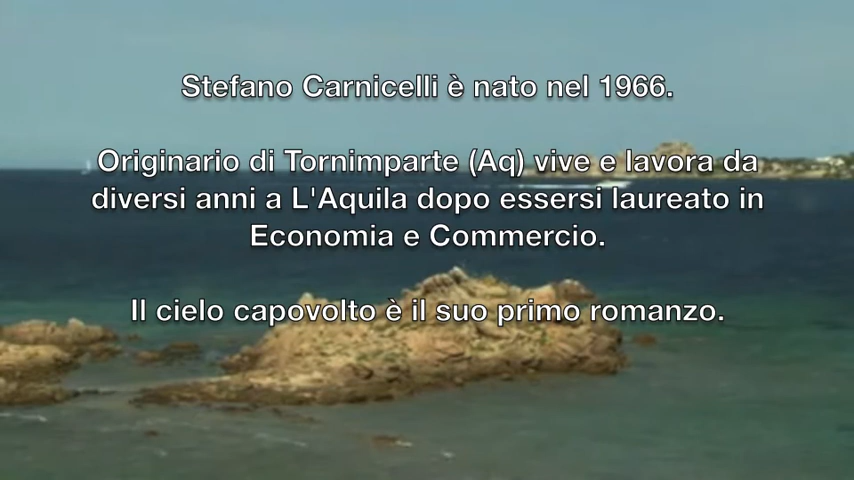 Stefano Carnicelli è nato nel 1966.
Originario di Tornimparte (Aq) vive e lavora da
diversi anni a L'Aquila dopo essersi laureato in
Economia e Commercio.
Il cielo capovolto è il suo primo romanzo.